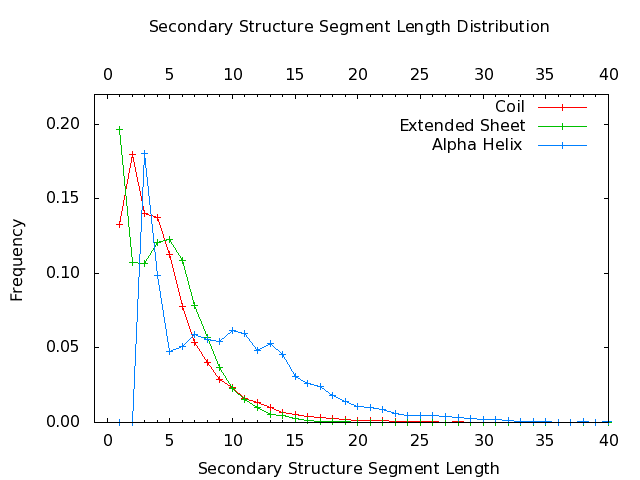 Secondary Structure Segment Length Distribution
0 5 10 15 20 25 30 35 40
Coil
0.20
Extended Sheet
Alpha Helix
0.15
Frequency
0.10
0.05
0.00
0 5 10 15 20 25 30 35 40
Secondary Structure Segment Length